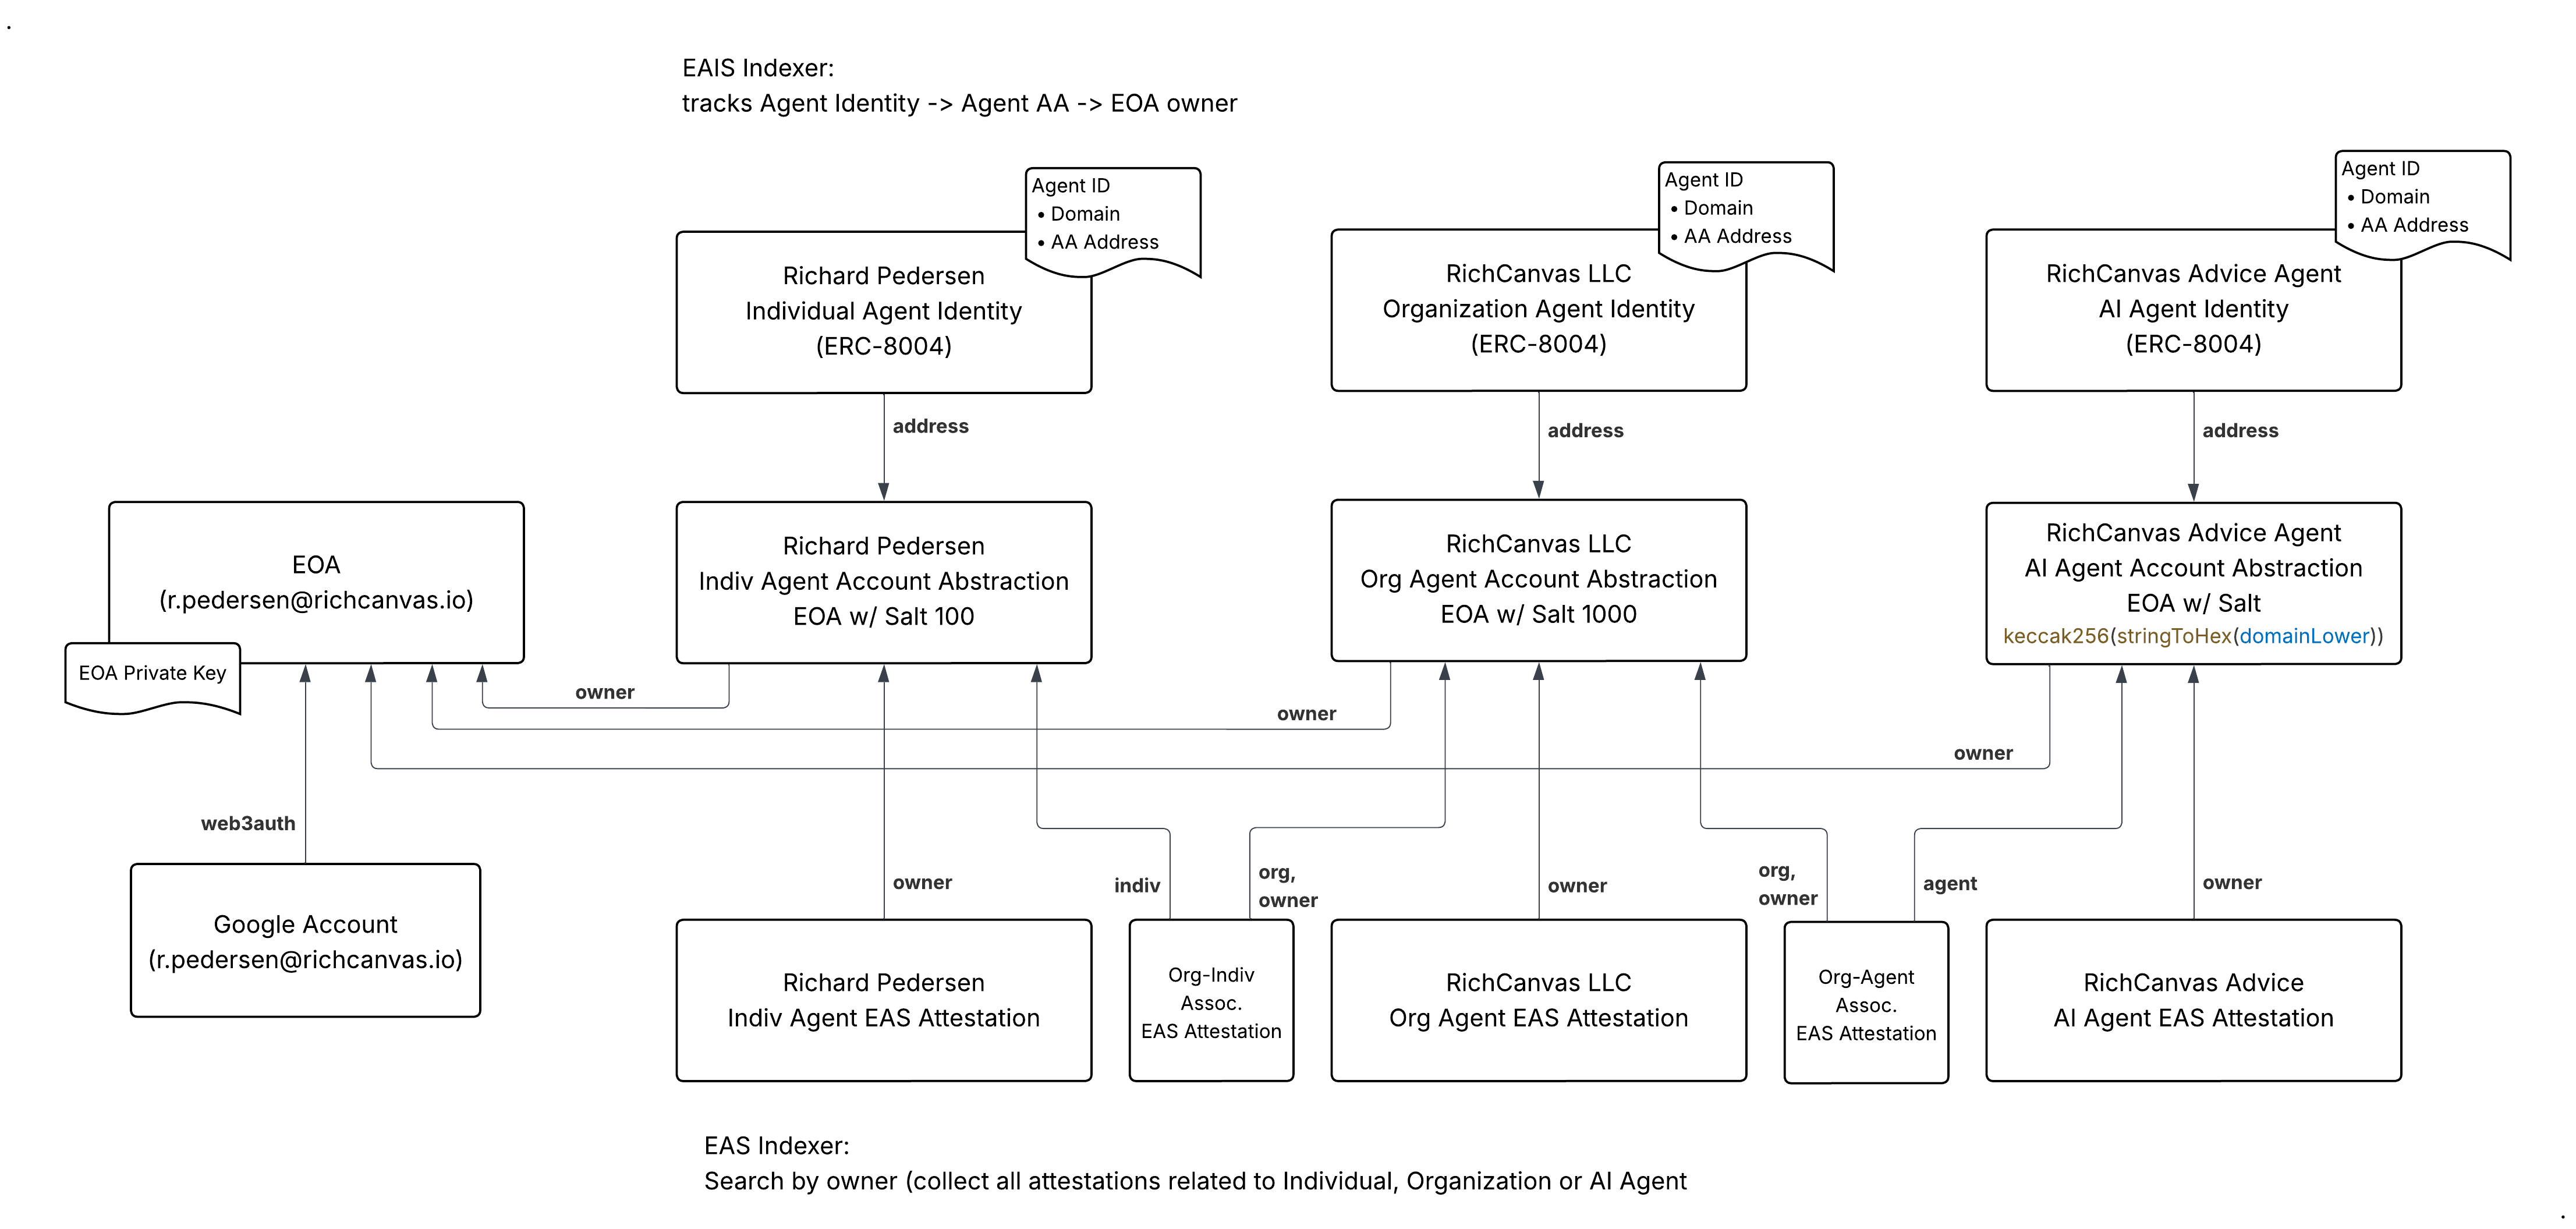 EAIS Indexer:
tracks Agent Identity -> Agent AA -> EOA owner
Agent ID
• Domain
• AA Address
Richard Pedersen
Individual Agent Identity
(ERC-8004)
Agent ID
• Domain
• AA Address
RichCanvas LLC
Organization Agent Identity
(ERC-8004)
Agent ID
• Domain
• AA Address
RichCanvas Advice Agent
AI Agent Identity
(ERC-8004)
address
address
address
EOA
(r.pedersen@richcanvas.io)
EOA Private Key
Richard Pedersen
Indiv Agent Account Abstraction
EOA w/ Salt 100
RichCanvas LLC
Org Agent Account Abstraction
EOA w/ Salt 1000
RichCanvas Advice Agent
AI Agent Account Abstraction
EOA w/ Salt
keccak256(stringToHex(domainLower))
owner
owner
owner
web3auth
owner
indiv
org,
owner
owner
org,
owner
agent
owner
Google Account
(r.pedersen@richcanvas.io)
Richard Pedersen
Indiv Agent EAS Attestation
Org-Indiv
Assoc.
EAS Attestation
RichCanvas LLC
Org Agent EAS Attestation
Org-Agent
Assoc.
EAS Attestation
RichCanvas Advice
AI Agent EAS Attestation
EAS Indexer:
Search by owner (collect all attestations related to Individual, Organization or AI Agent